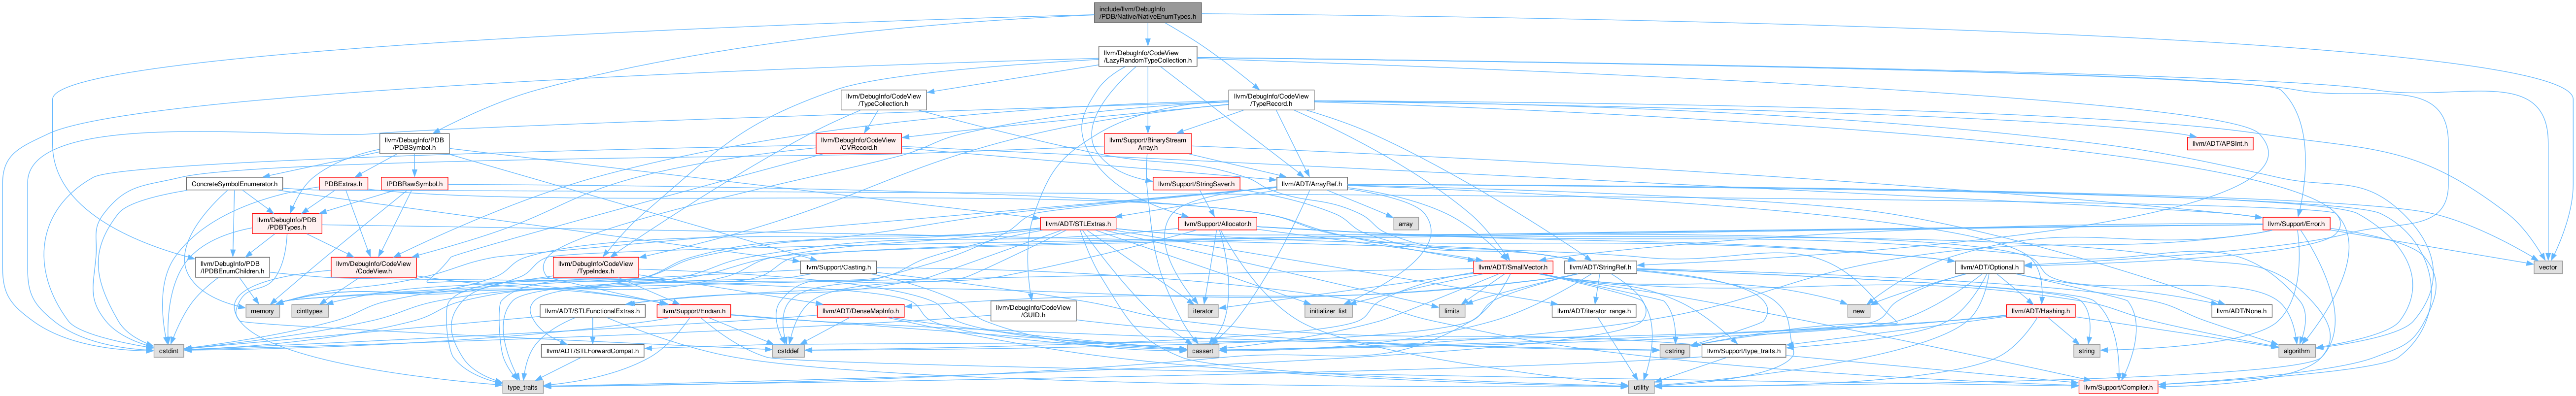 include/llvm/DebugInfo
/PDB/Native/NativeEnumTypes.h
llvm/DebugInfo/CodeView
/LazyRandomTypeCollection.h
llvm/DebugInfo/CodeView
/TypeCollection.h
llvm/DebugInfo/CodeView
/TypeRecord.h
llvm/DebugInfo/PDB
/PDBSymbol.h
llvm/DebugInfo/CodeView
/CVRecord.h
llvm/Support/BinaryStream
Array.h
llvm/ADT/APSInt.h
ConcreteSymbolEnumerator.h
PDBExtras.h
IPDBRawSymbol.h
llvm/Support/StringSaver.h
llvm/ADT/ArrayRef.h
llvm/DebugInfo/PDB
/PDBTypes.h
llvm/ADT/STLExtras.h
llvm/Support/Allocator.h
array
llvm/Support/Error.h
llvm/DebugInfo/PDB
/IPDBEnumChildren.h
llvm/DebugInfo/CodeView
/CodeView.h
llvm/Support/Casting.h
llvm/DebugInfo/CodeView
/TypeIndex.h
llvm/ADT/SmallVector.h
llvm/ADT/StringRef.h
llvm/ADT/Optional.h
vector
memory
cinttypes
llvm/ADT/STLFunctionalExtras.h
llvm/Support/Endian.h
llvm/ADT/DenseMapInfo.h
llvm/DebugInfo/CodeView
/GUID.h
iterator
initializer_list
limits
llvm/ADT/iterator_range.h
new
llvm/ADT/Hashing.h
llvm/ADT/None.h
cstdint
llvm/ADT/STLForwardCompat.h
cstddef
cassert
cstring
llvm/Support/type_traits.h
string
algorithm
type_traits
utility
llvm/Support/Compiler.h